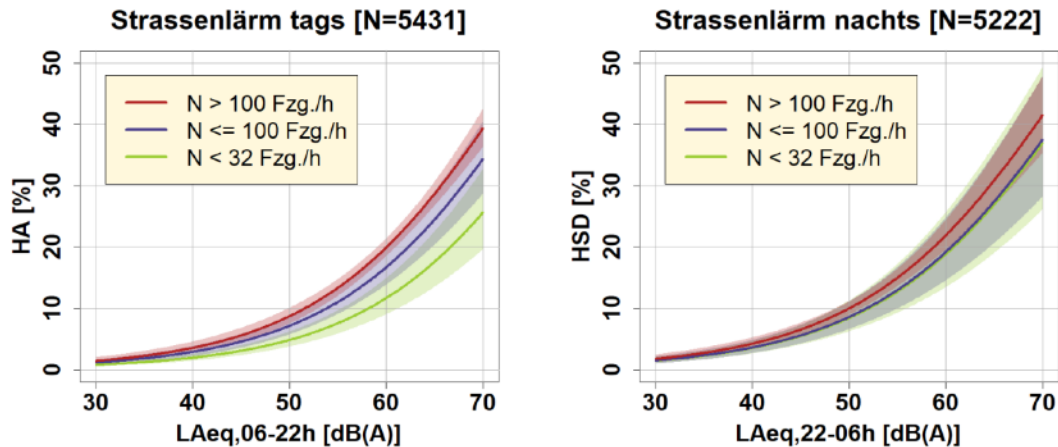 Strassenlärm tags [N=5431]
HA [%]
50
40
30
20
10
0
N > 100 Fzg./h
N <= 100 Fzg./h
N < 32 Fzg./h
30 40 50 60 70
LAeq,06-22h [dB(A)]
Strassenlärm nachts [N=5222]
HSD [%]
50
40
30
20
10
0
N > 100 Fzg./h
N <= 100 Fzg./h
N < 32 Fzg./h
30 40 50 60 70
LAeq,22-06h [dB(A)]